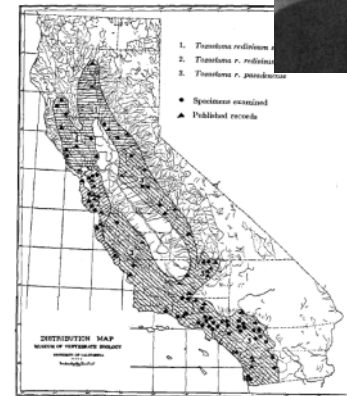 1. Toxostoma redivivum
2. Toxostoma r. redivivum
3. Toxostoma r. pasadenense
Specimens examined
Published records
DISTRIBUTION MAP
MUSEUM OF VERTEBRATE ZOOLOGY
UNIVERSITY OF CALIFORNIA